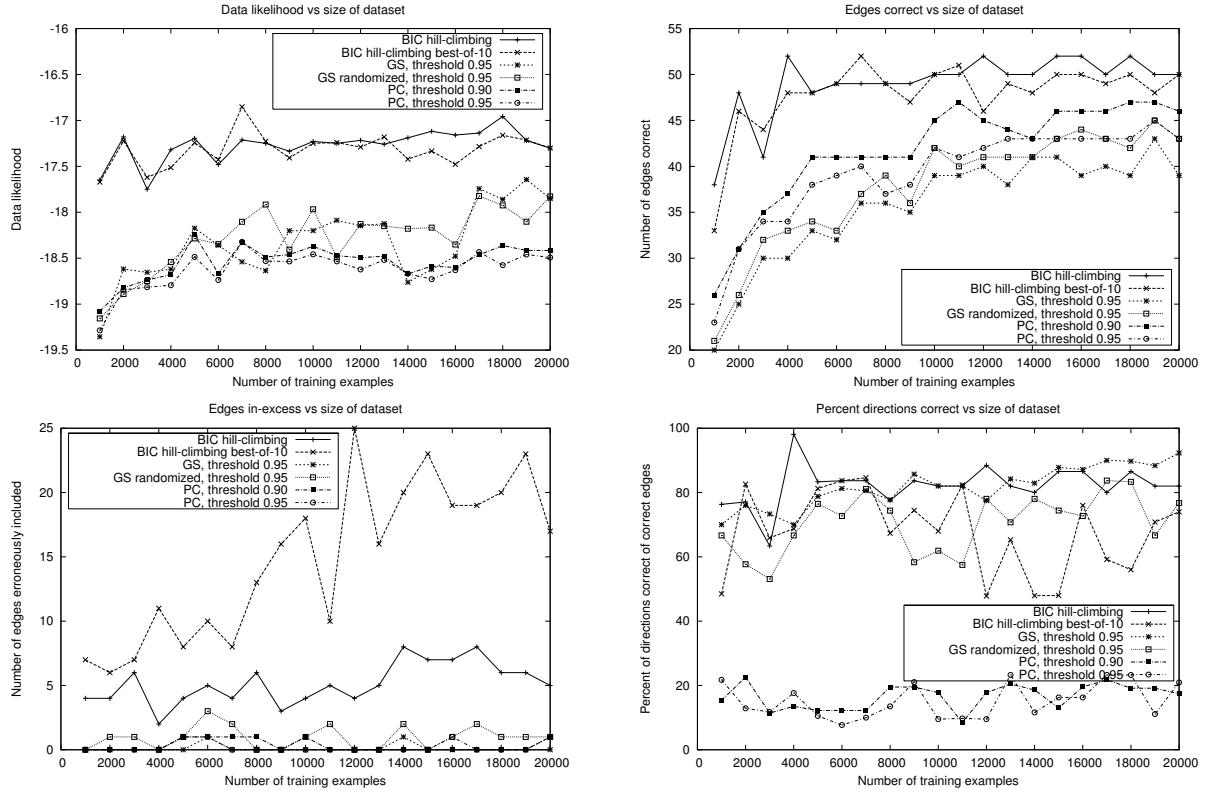 Data likelihood vs size of dataset
-16
-16.5
-17
-17.5
-18
-18.5
-19
-19.5
Data likelihood
BIC hill-climbing
BIC hill-climbing best-of-10
GS, threshold 0.95
GS randomized, threshold 0.95
PC, threshold 0.90
PC, threshold 0.95
0 2000 4000 6000 8000 10000 12000 14000 16000 18000 20000
Number of training examples
Edges correct vs size of dataset
55
50
45
40
35
30
25
20
Number of edges correct
BIC hill-climbing
BIC hill-climbing best-of-10
GS, threshold 0.95
GS randomized, threshold 0.95
PC, threshold 0.90
PC, threshold 0.95
0 2000 4000 6000 8000 10000 12000 14000 16000 18000 20000
Number of training examples
Edges in-excess vs size of dataset
25
20
15
10
5
0
Number of edges erroneously included
BIC hill-climbing
BIC hill-climbing best-of-10
GS, threshold 0.95
GS randomized, threshold 0.95
PC, threshold 0.90
PC, threshold 0.95
0 2000 4000 6000 8000 10000 12000 14000 16000 18000 20000
Number of training examples
Percent directions correct vs size of dataset
100
80
60
40
20
0
Percent of directions correct of correct edges
BIC hill-climbing
BIC hill-climbing best-of-10
GS, threshold 0.95
GS randomized, threshold 0.95
PC, threshold 0.90
PC, threshold 0.95
0 2000 4000 6000 8000 10000 12000 14000 16000 18000 20000
Number of training examples